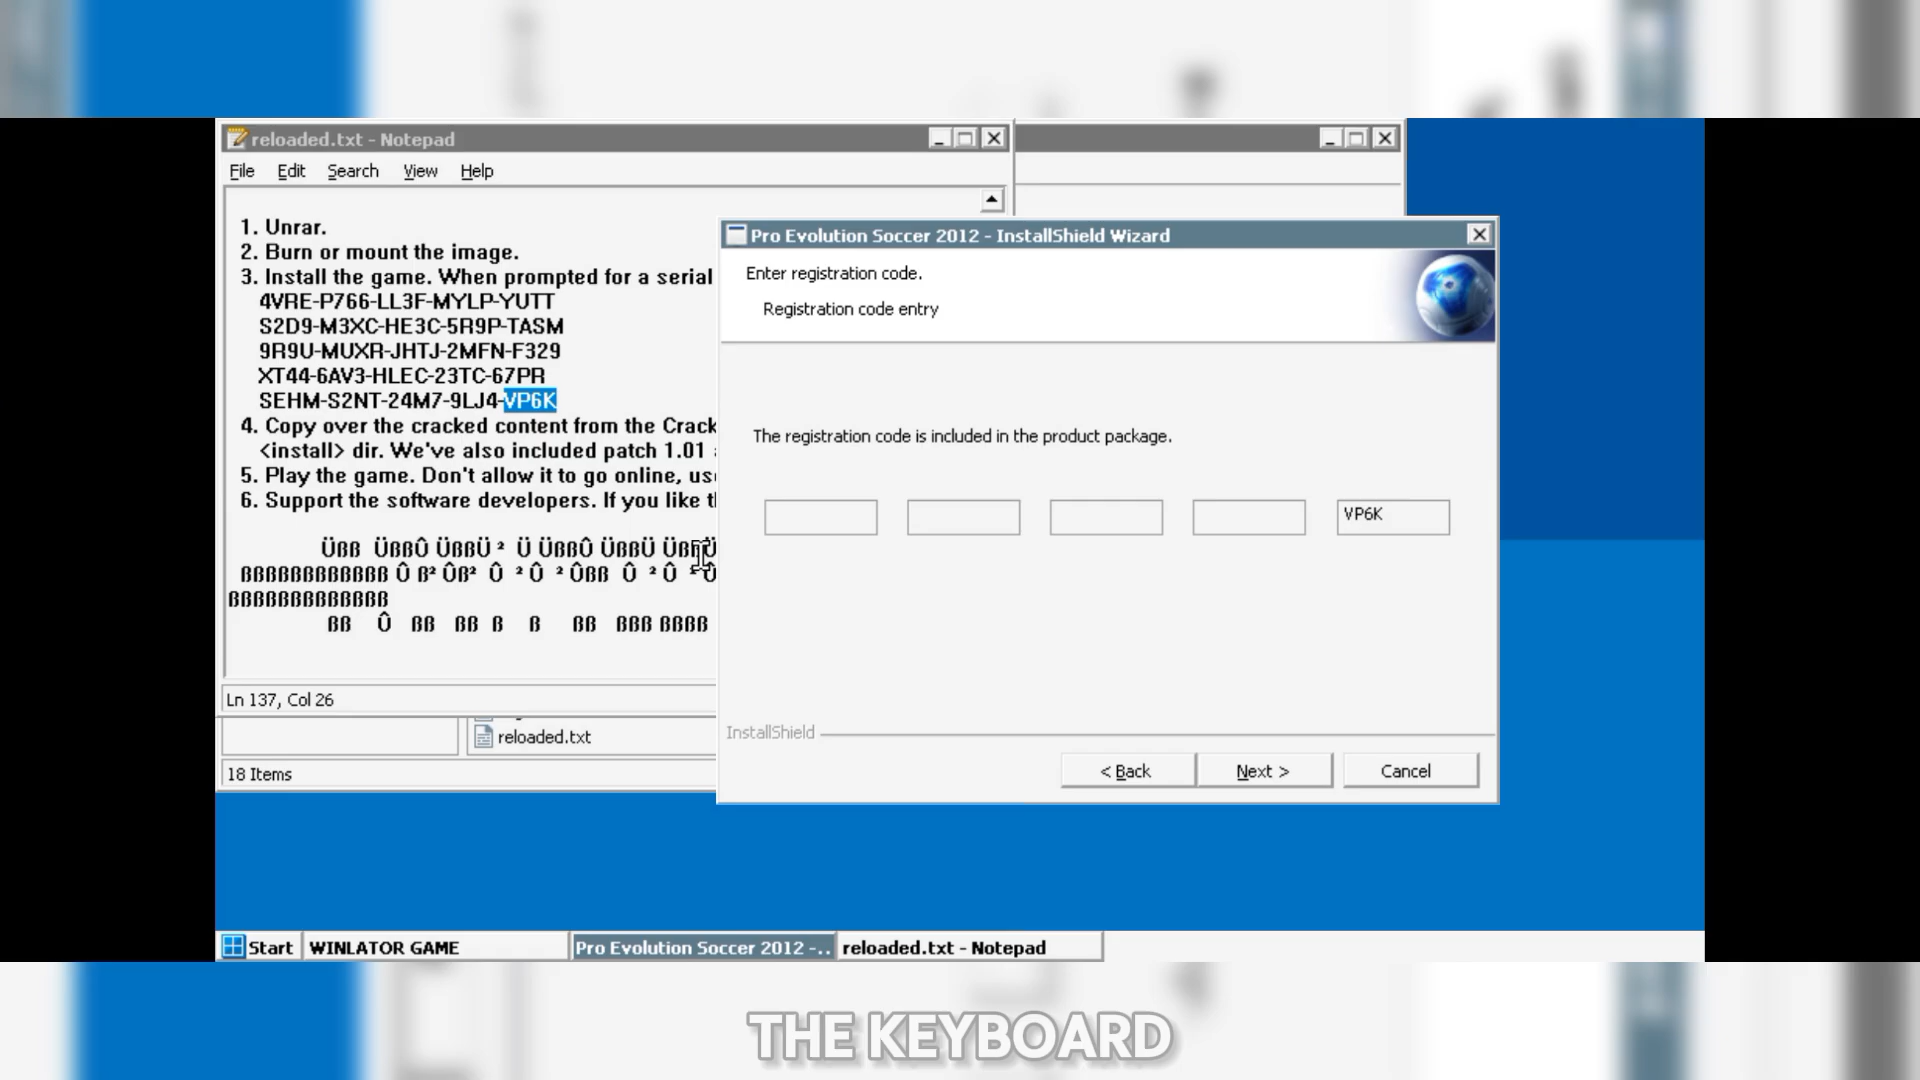 reloaded.txt - Notepad
File Edit Search View Help
1. Unrar.
2. Burn or mount the image.
3. Install the game. When prompted for a serial
4VRE-P766-LL3F-MYLP-YUTT
S2D9-M3XC-HE3C-5R9P-TASM
9R9U-MUXR-JHTJ-2MFN-F329
XT44-6AV3-HLEC-23TC-67PR
SEHM-S2NT-24M7-9LJ4-VP6K
4. Copy over the cracked content from the Crack
<install> dir. We've also included patch 1.01
5. Play the game. Don't allow it to go online,
6. Support the software developers. If you like
Ln 137, Col 26
reloaded.txt
18 Items
Pro Evolution Soccer 2012 - InstallShield Wizard
Enter registration code.
Registration code entry
The registration code is included in the product package.
VP6K
InstallShield
< Back Next > Cancel
Start WINLATOR GAME Pro Evolution Soccer 2012 -.. reloaded.txt - Notepad
THE KEYBOARD